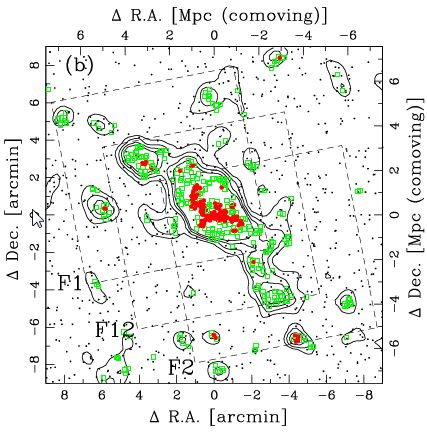 Δ R.A. [Mpc (comoving)]
6 4 2 0 −2 −4 −6
(b)
8 6 4 2 0 −2 −4 −6 −8
Δ Dec. [arcmin]
6 4 2 0 −2 −4 −6
Δ Dec. [Mpc (comoving)]
F1
F12
F2
8 6 4 2 0 −2 −4 −6 −8
Δ R.A. [arcmin]